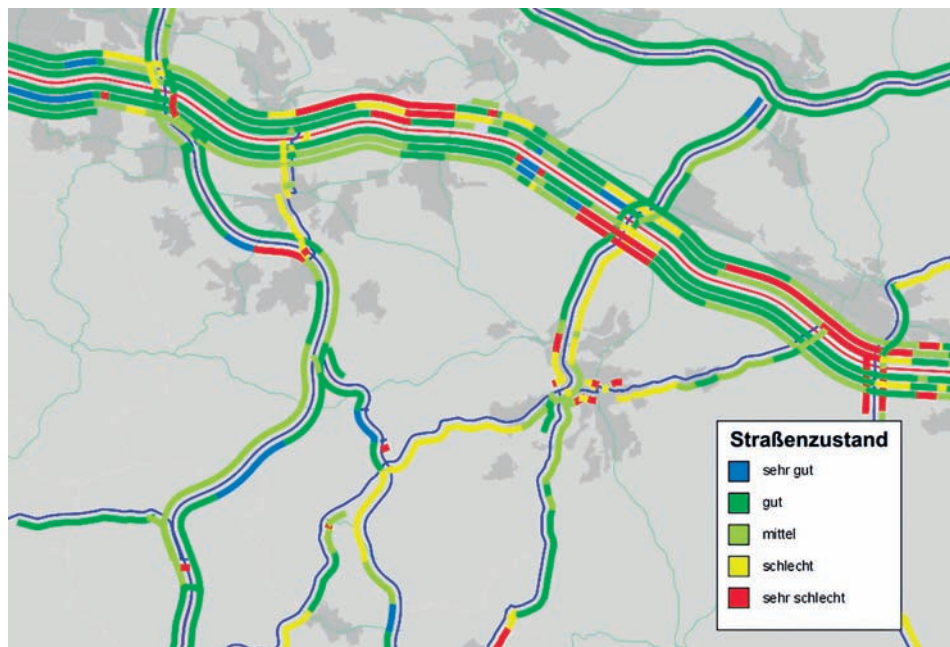 Straßenzustand
sehr gut
gut
mittel
schlecht
sehr schlecht